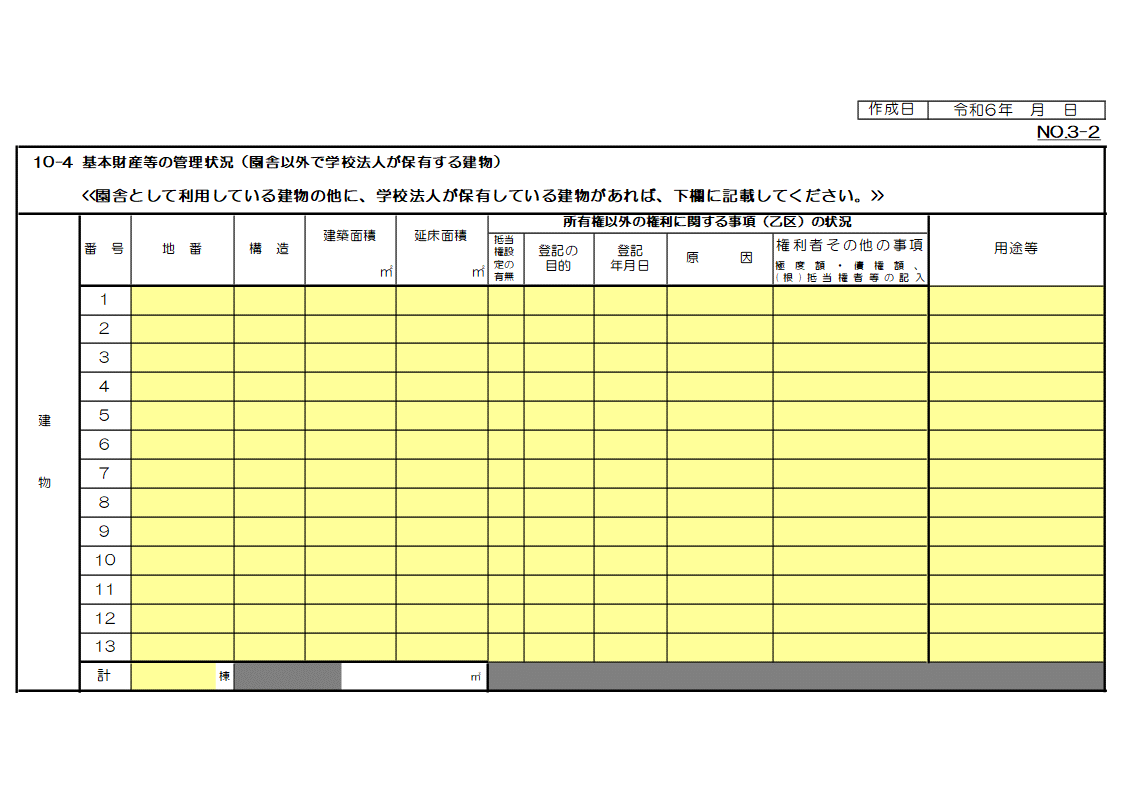 作成日 令和6年 月 日
NO.3-2
10-4 基本財産等の管理状況（園舎以外で学校法人が保有する建物）
≪園舎として利用している建物の他に、学校法人が保有している建物があれば、下欄に記載してください。≫
所有権以外の権利に関する事項（乙区）の状況
番 号 地 番 構 造 建築面積 ㎡ 延床面積 ㎡
抵当
権設
定の
有無
登記の
目的
登記
年月日
原 因
権利者その他の事項
極度額・債権額、
(根)抵当権者等の記入
用途等
建
物
1
2
3
4
5
6
7
8
9
10
11
12
13
計 棟 ㎡